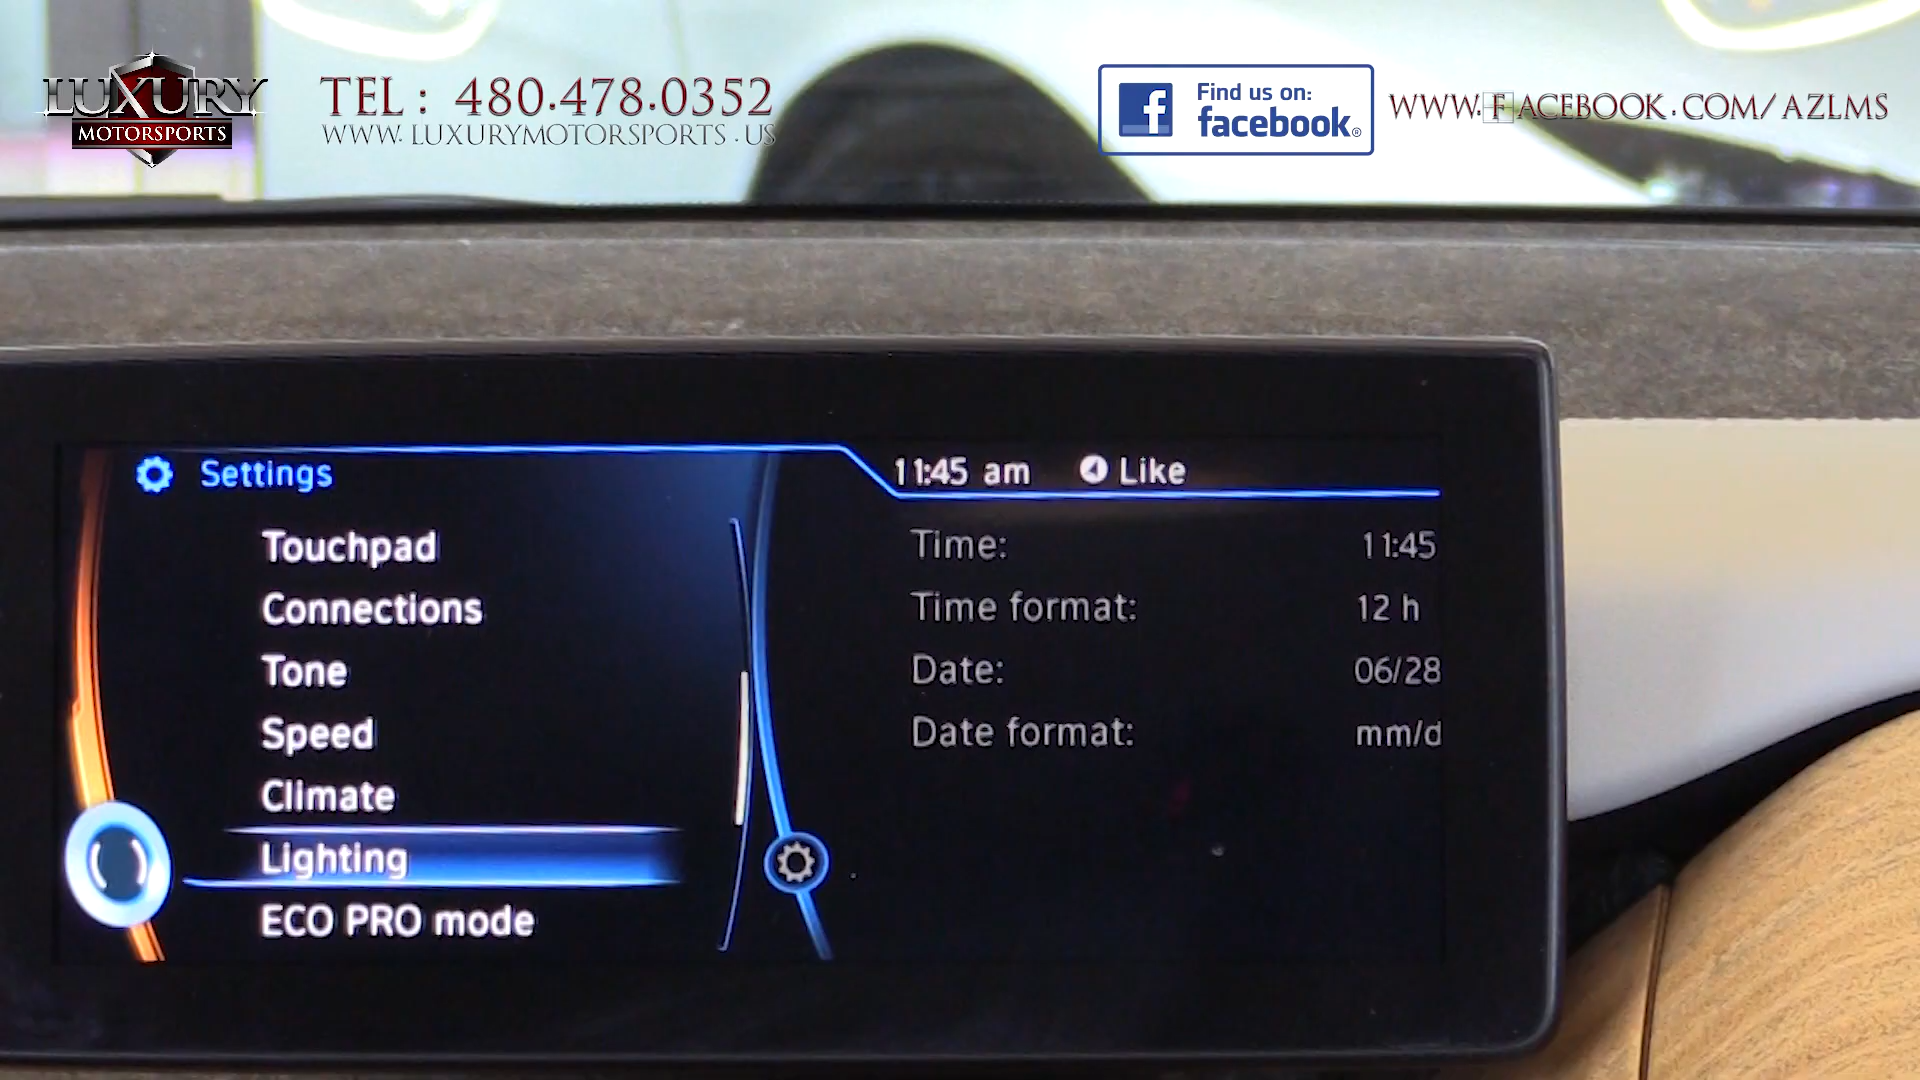 LUXURY
MOTORSPORTS
TEL : 480.478.0352
WWW.LUXURYMOTORSPORTS.US
Find us on:
facebook®
WWW.FACEBOOK.COM/AZLMS
Settings
11:45 am
Like
Touchpad
Connections
Tone
Speed
Climate
Lighting
ECO PRO mode
Time: 11:45
Time format: 12 h
Date: 06/28
Date format: mm/d